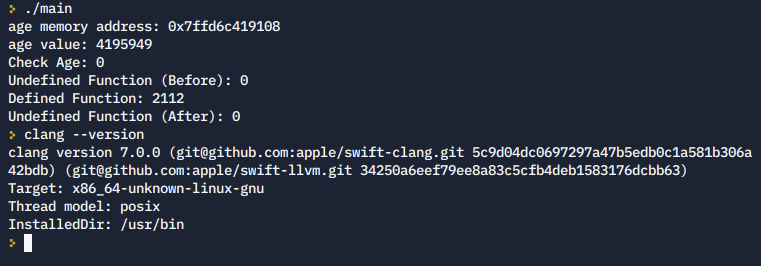 > ./main
age memory address: 0x7ffd6c419108
age value: 4195949
Check Age: 0
Undefined Function (Before): 0
Defined Function: 2112
Undefined Function (After): 0
> clang --version
clang version 7.0.0 (git@github.com:apple/swift-clang.git 5c9d04dc0697297a47b5edb0c1a581b306a
42bdb) (git@github.com:apple/swift-llvm.git 34250a6eef79ee8a83c5cfb4deb1583176dcbb63)
Target: x86_64-unknown-linux-gnu
Thread model: posix
InstalledDir: /usr/bin
>